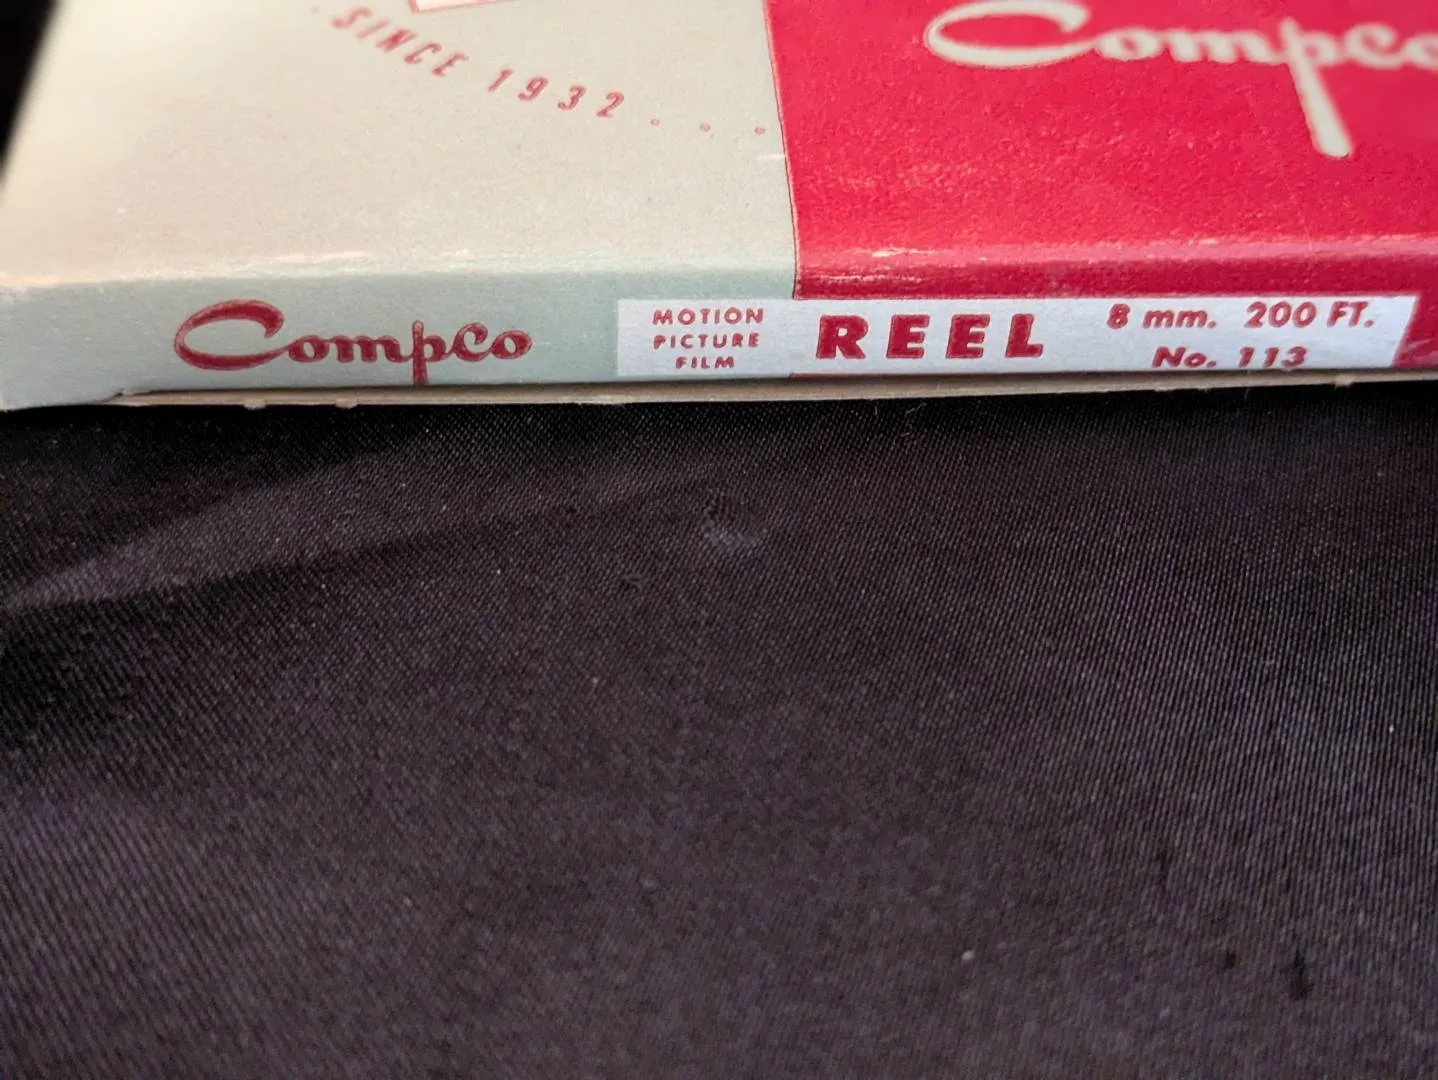 SINCE 1932 . . .
Compco
Compco
MOTION
PICTURE
FILM
REEL
8 mm. 200 FT.
No. 113